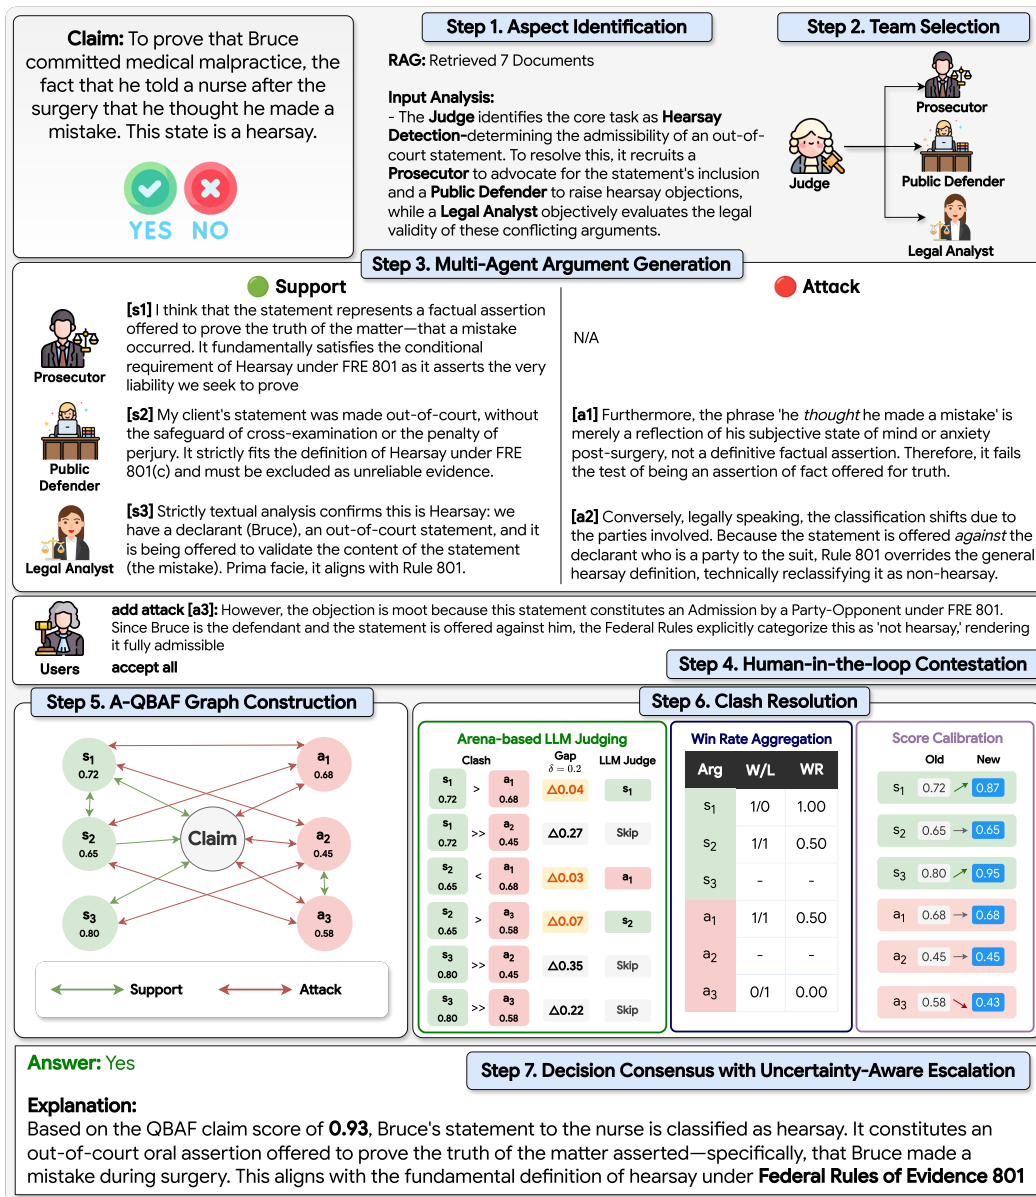 Claim: To prove that Bruce
committed medical malpractice, the
fact that he told a nurse after the
surgery that he thought he made a
mistake. This state is a hearsay.
YES NO
Step 1. Aspect Identification
RAG: Retrieved 7 Documents
Input Analysis:
- The Judge identifies the core task as Hearsay
Detection-determining the admissibility of an out-of-
court statement. To resolve this, it recruits a
Prosecutor to advocate for the statement's inclusion
and a Public Defender to raise hearsay objections,
while a Legal Analyst objectively evaluates the legal
validity of these conflicting arguments.
Step 2. Team Selection
Judge
Prosecutor
Public Defender
Legal Analyst
Step 3. Multi-Agent Argument Generation
Support
Attack
Prosecutor
[s1] I think that the statement represents a factual assertion
offered to prove the truth of the matter—that a mistake
occurred. It fundamentally satisfies the conditional
requirement of Hearsay under FRE 801 as it asserts the very
liability we seek to prove
N/A
Public
Defender
[s2] My client's statement was made out-of-court, without
the safeguard of cross-examination or the penalty of
perjury. It strictly fits the definition of Hearsay under FRE
801(c) and must be excluded as unreliable evidence.
[a1] Furthermore, the phrase 'he thought he made a mistake' is
merely a reflection of his subjective state of mind or anxiety
post-surgery, not a definitive factual assertion. Therefore, it fails
the test of being an assertion of fact offered for truth.
Legal Analyst
[s3] Strictly textual analysis confirms this is Hearsay: we
have a declarant (Bruce), an out-of-court statement, and it
is being offered to validate the content of the statement
(the mistake). Prima facie, it aligns with Rule 801.
[a2] Conversely, legally speaking, the classification shifts due to
the parties involved. Because the statement is offered against the
declarant who is a party to the suit, Rule 801 overrides the general
hearsay definition, technically reclassifying it as non-hearsay.
Users
add attack [a3]: However, the objection is moot because this statement constitutes an Admission by a Party-Opponent under FRE 801.
Since Bruce is the defendant and the statement is offered against him, the Federal Rules explicitly categorize this as 'not hearsay,' rendering
it fully admissible
accept all
Step 4. Human-in-the-loop Contestation
Step 5. A-QBAF Graph Construction
s1
0.72
a1
0.68
s2
0.65
Claim
a2
0.45
s3
0.80
a3
0.58
Support
Attack
Step 6. Clash Resolution
Arena-based LLM Judging
Clash Gap LLM Judge
δ = 0.2
s1 0.72 > a1 0.68 △0.04 s1
s1 0.72 >> a2 0.45 △0.27 Skip
s2 0.65 < a1 0.68 △0.03 a1
s2 0.65 > a3 0.58 △0.07 s2
s3 0.80 >> a2 0.45 △0.35 Skip
s3 0.80 >> a3 0.58 △0.22 Skip
Win Rate Aggregation
Arg W/L WR
s1 1/0 1.00
s2 1/1 0.50
s3 - -
a1 1/1 0.50
a2 - -
a3 0/1 0.00
Score Calibration
Old New
s1 0.72 0.87
s2 0.65 0.65
s3 0.80 0.95
a1 0.68 0.68
a2 0.45 0.45
a3 0.58 0.43
Answer: Yes
Step 7. Decision Consensus with Uncertainty-Aware Escalation
Explanation:
Based on the QBAF claim score of 0.93, Bruce's statement to the nurse is classified as hearsay. It constitutes an
out-of-court oral assertion offered to prove the truth of the matter asserted—specifically, that Bruce made a
mistake during surgery. This aligns with the fundamental definition of hearsay under Federal Rules of Evidence 801